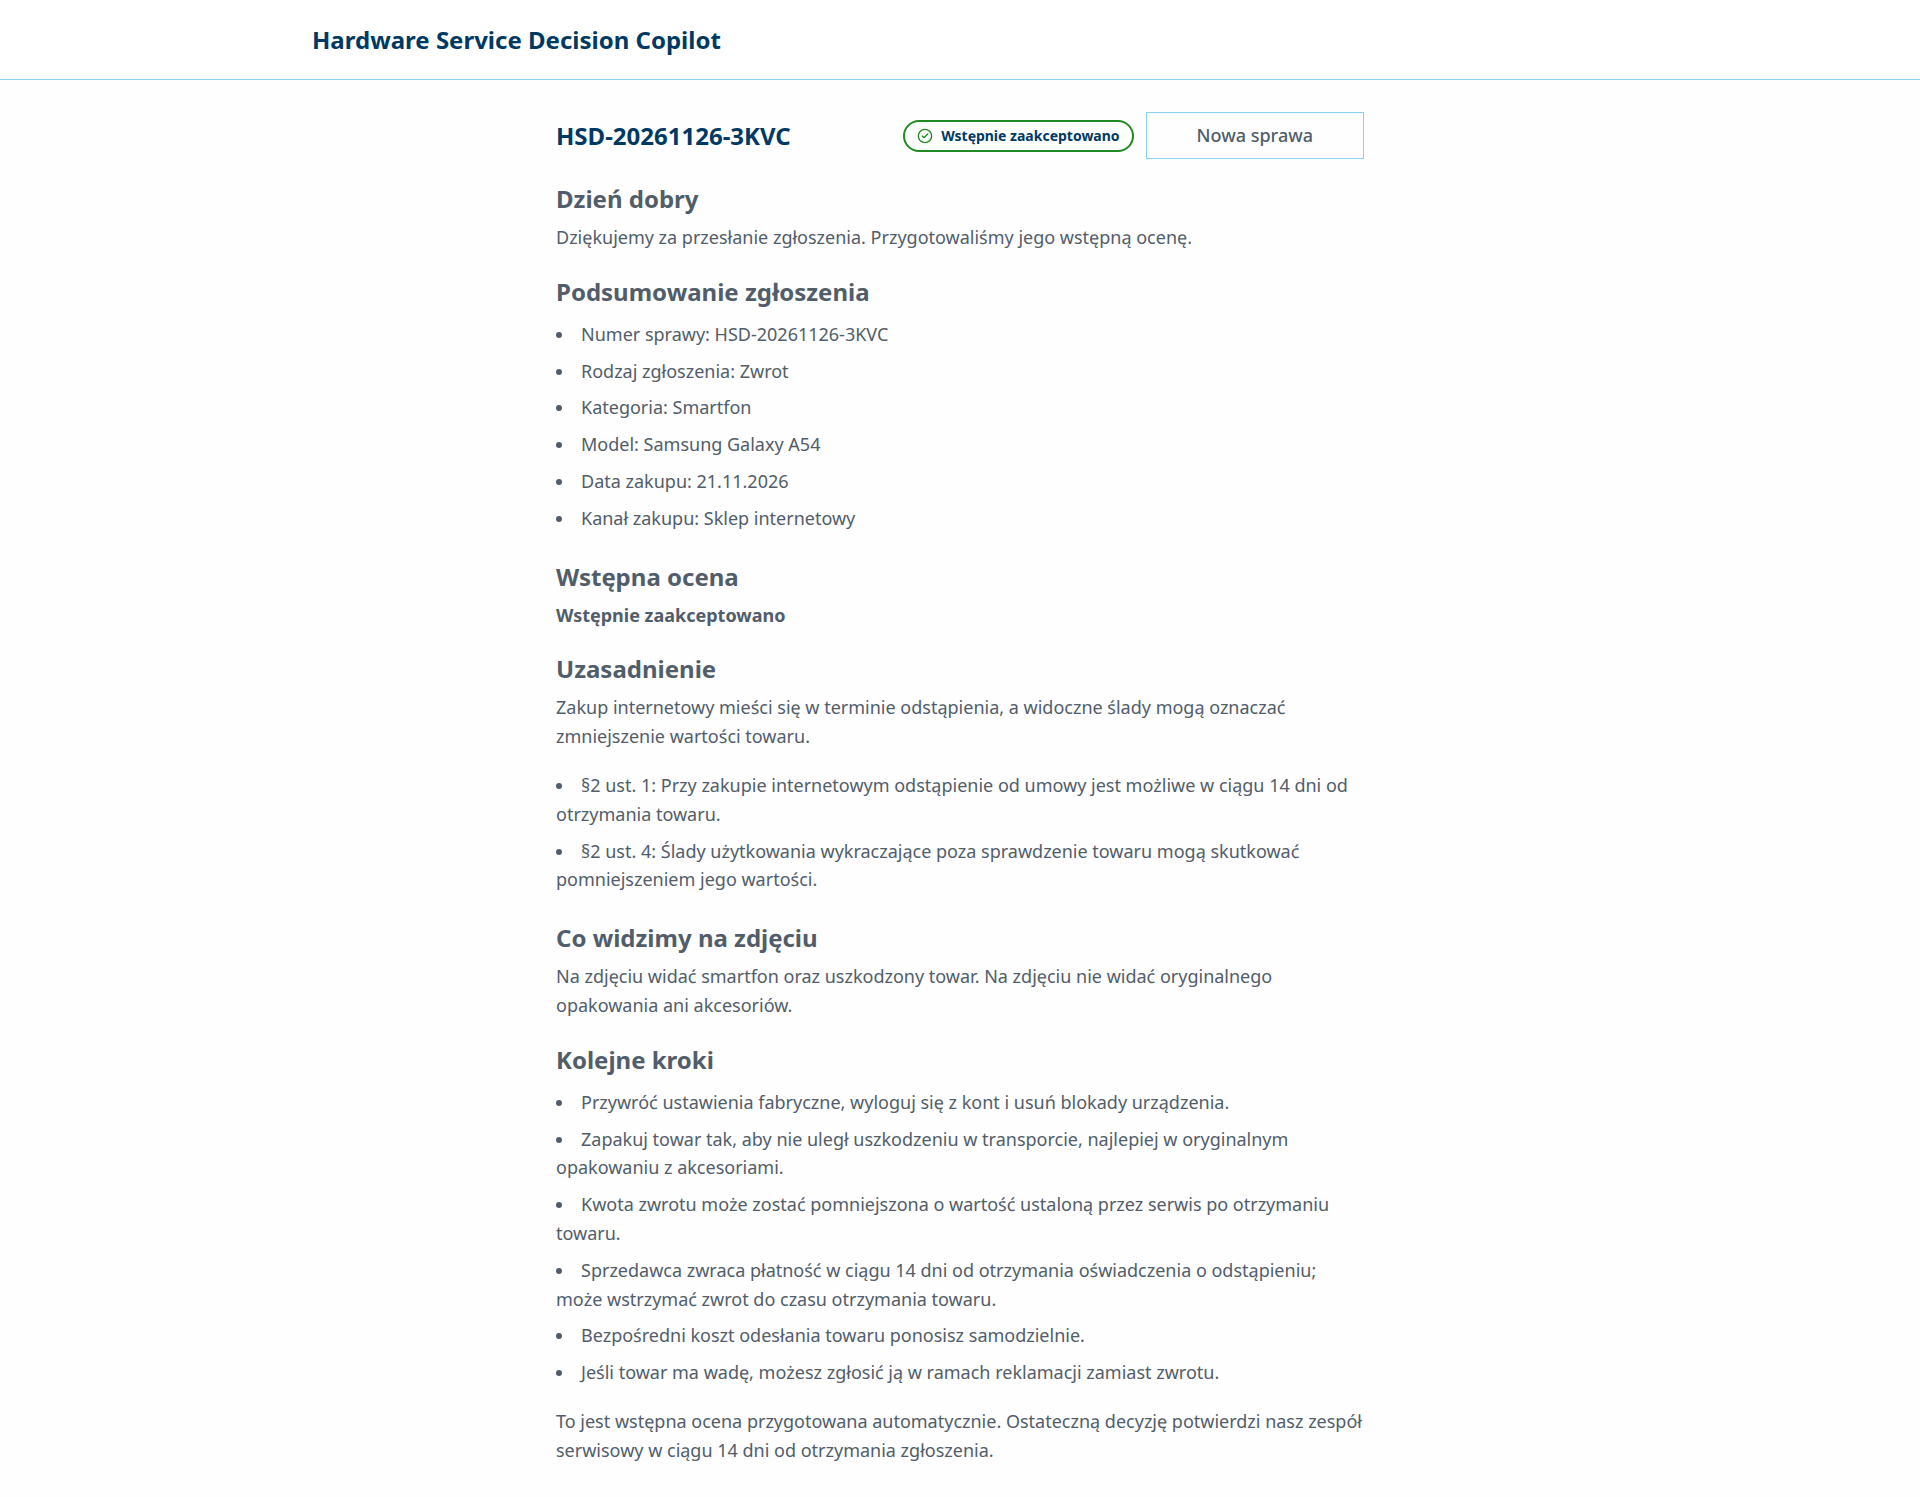 Hardware Service Decision Copilot
HSD-20261126-3KVC
Wstępnie zaakceptowano
Nowa sprawa
Dzień dobry
Dziękujemy za przesłanie zgłoszenia. Przygotowaliśmy jego wstępną ocenę.
Podsumowanie zgłoszenia
• Numer sprawy: HSD-20261126-3KVC
• Rodzaj zgłoszenia: Zwrot
• Kategoria: Smartfon
• Model: Samsung Galaxy A54
• Data zakupu: 21.11.2026
• Kanał zakupu: Sklep internetowy
Wstępna ocena
Wstępnie zaakceptowano
Uzasadnienie
Zakup internetowy mieści się w terminie odstąpienia, a widoczne ślady mogą oznaczać
zmniejszenie wartości towaru.
• §2 ust. 1: Przy zakupie internetowym odstąpienie od umowy jest możliwe w ciągu 14 dni od
otrzymania towaru.
• §2 ust. 4: Ślady użytkowania wykraczające poza sprawdzenie towaru mogą skutkować
pomniejszeniem jego wartości.
Co widzimy na zdjęciu
Na zdjęciu widać smartfon oraz uszkodzony towar. Na zdjęciu nie widać oryginalnego
opakowania ani akcesoriów.
Kolejne kroki
• Przywróć ustawienia fabryczne, wyloguj się z kont i usuń blokady urządzenia.
• Zapakuj towar tak, aby nie uległ uszkodzeniu w transporcie, najlepiej w oryginalnym
opakowaniu z akcesoriami.
• Kwota zwrotu może zostać pomniejszona o wartość ustaloną przez serwis po otrzymaniu
towaru.
• Sprzedawca zwraca płatność w ciągu 14 dni od otrzymania oświadczenia o odstąpieniu;
może wstrzymać zwrot do czasu otrzymania towaru.
• Bezpośredni koszt odesłania towaru ponosisz samodzielnie.
• Jeśli towar ma wadę, możesz zgłosić ją w ramach reklamacji zamiast zwrotu.
To jest wstępna ocena przygotowana automatycznie. Ostateczną decyzję potwierdzi nasz zespół
serwisowy w ciągu 14 dni od otrzymania zgłoszenia.